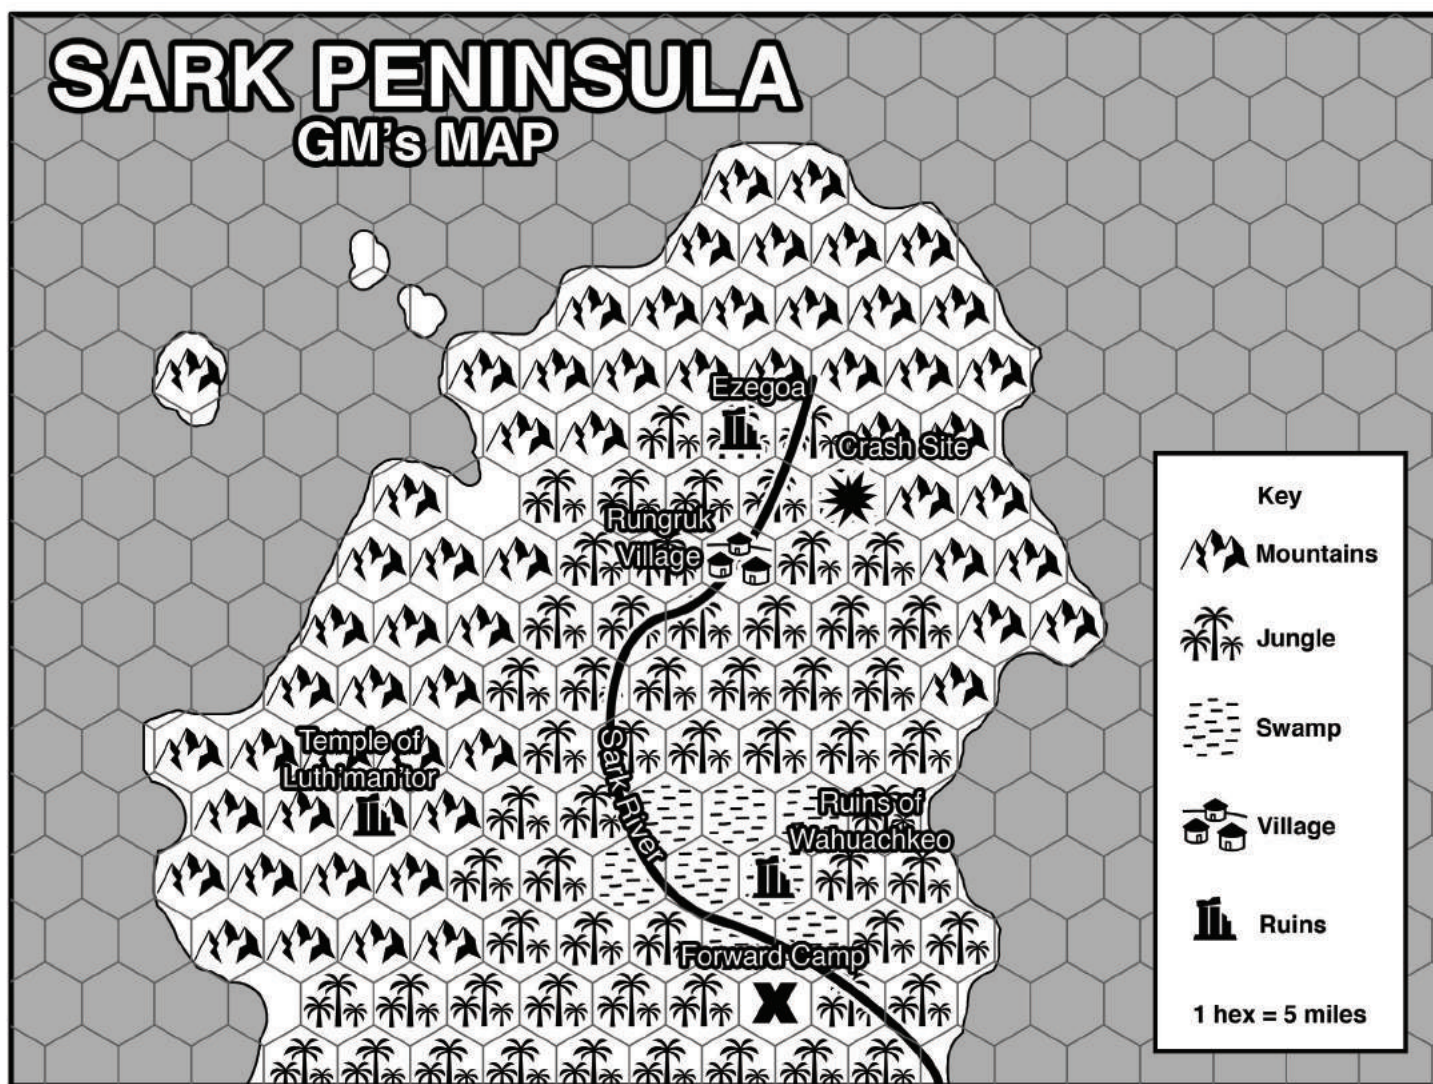 SARK PENINSULA
GM's MAP
Ezegoa
Crash Site
Rungruk
Village
Temple of
Luth'man'tor
Sark River
Ruins of
Wahuachkeo
Forward Camp
X
Key
Mountains
Jungle
Swamp
Village
Ruins
1 hex = 5 miles